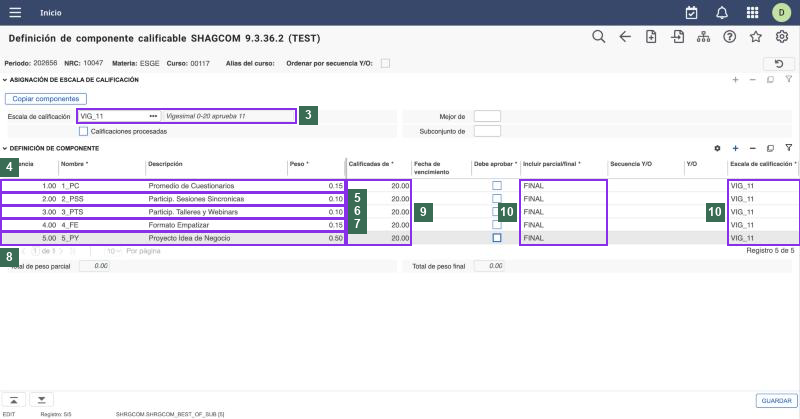 Inicio
D
Definición de componente calificable SHAGCOM 9.3.36.2 (TEST)
Periodo: 202656 NRC: 10047 Materia: ESGE Curso: 00117 Alias del curso: Ordenar por secuencia Y/O:
ASIGNACIÓN DE ESCALA DE CALIFICACIÓN
Copiar componentes
Escala de calificación VIG_11 ••• Vigesimal 0-20 aprueba 11 3 Mejor de
Calificaciones procesadas Subconjunto de
DEFINICIÓN DE COMPONENTE
4 encia Nombre * Descripción Peso * Calificadas de * Fecha de vencimiento Debe aprobar * Incluir parcial/final * Secuencia Y/O Y/O Escala de calificación *
1.00 1_PC Promedio de Cuestionarios 0.15 20.00 FINAL VIG_11
2.00 2_PSS Particip. Sesiones Sincronicas 0.10 5 20.00 FINAL VIG_11
3.00 3_PTS Particip. Talleres y Webinars 0.10 6 20.00 9 10 FINAL 10 VIG_11
4.00 4_FE Formato Empatizar 0.15 7 20.00 FINAL VIG_11
5.00 5_PY Proyecto Idea de Negocio 0.50 20.00 FINAL VIG_11
8 1 de 1 10 Por página Registro 5 de 5
Total de peso parcial 0.00 Total de peso final 0.00
GUARDAR
EDIT Registro: 5/5 SHRGCOM.SHRGCOM_BEST_OF_SUB [5]